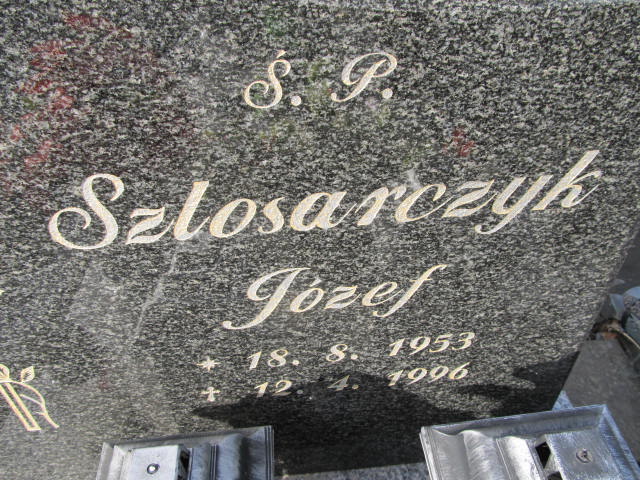 Ś. P.
Szlosarczyk
Józef
* 18. 8. 1953
+ 12. 4. 1996